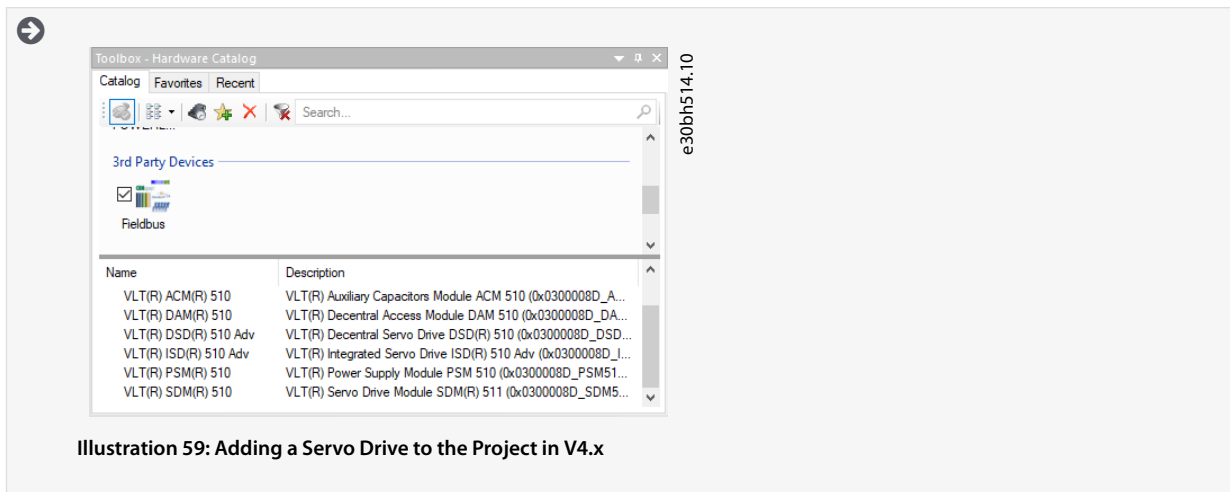 Toolbox - Hardware Catalog
Catalog Favorites Recent
Search...
3rd Party Devices
Fieldbus
Name Description
VLT(R) ACM(R) 510 VLT(R) Auxiliary Capacitors Module ACM 510 (0x0300008D_A...
VLT(R) DAM(R) 510 VLT(R) Decentral Access Module DAM 510 (0x0300008D_DA...
VLT(R) DSD(R) 510 Adv VLT(R) Decentral Servo Drive DSD(R) 510 (0x0300008D_DSD...
VLT(R) ISD(R) 510 Adv VLT(R) Integrated Servo Drive ISD(R) 510 Adv (0x0300008D_I...
VLT(R) PSM(R) 510 VLT(R) Power Supply Module PSM 510 (0x0300008D_PSM51...
VLT(R) SDM(R) 510 VLT(R) Servo Drive Module SDM(R) 511 (0x0300008D_SDM5...
e30bh514.10
Illustration 59: Adding a Servo Drive to the Project in V4.x